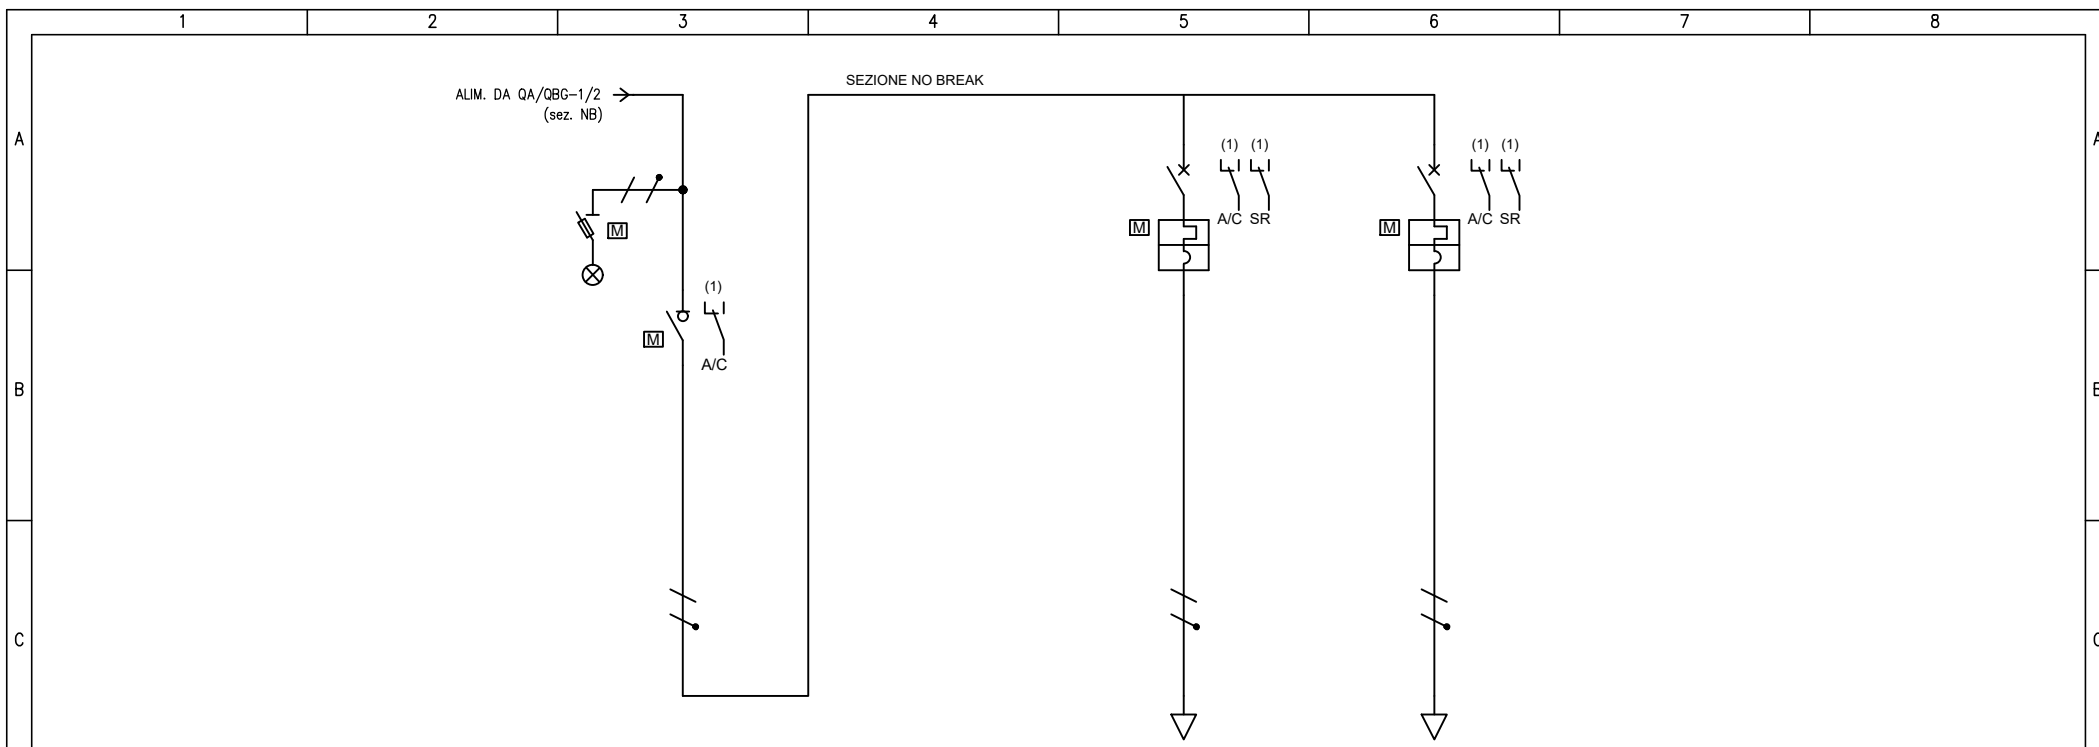 1 2 3 4 5 6 7 8
SEZIONE NO BREAK
ALIM. DA QA/QBG-1/2
(sez. NB)
A A
(1) (1) (1) (1)
A/C SR A/C SR
M M M
(1)
M
A/C
B B
C C